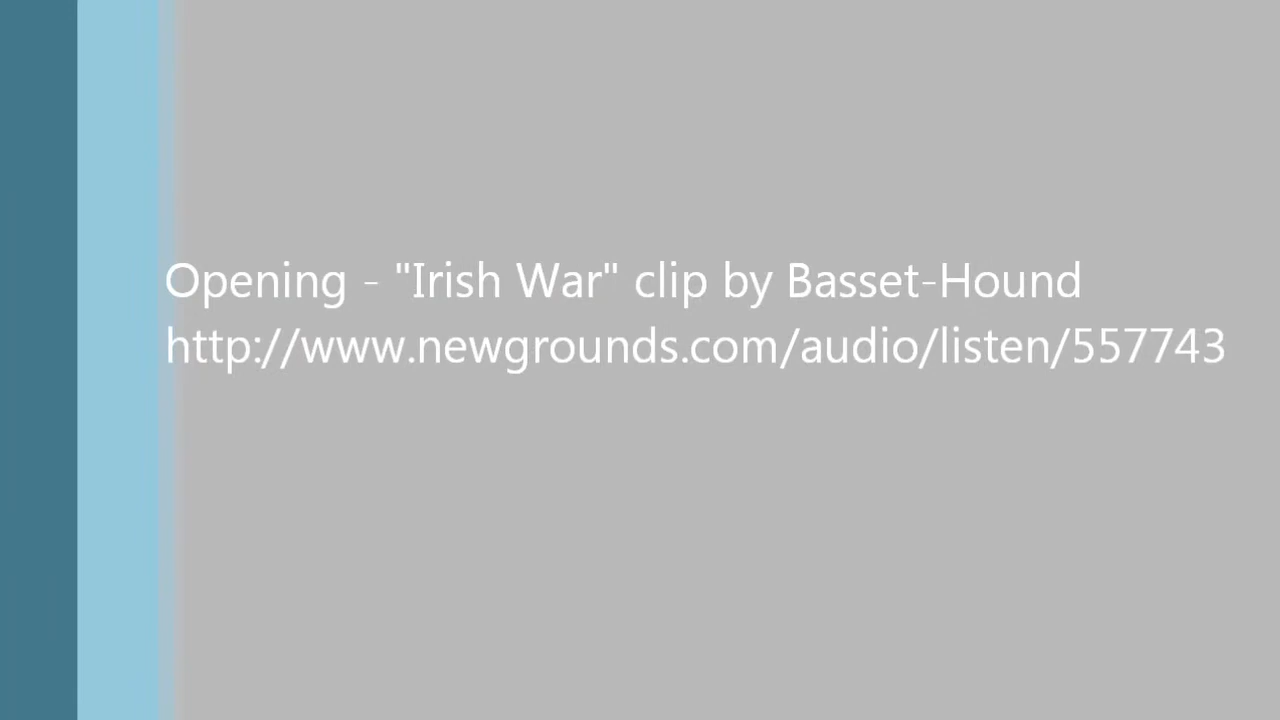 Opening - "Irish War" clip by Basset-Hound
http://www.newgrounds.com/audio/listen/557743